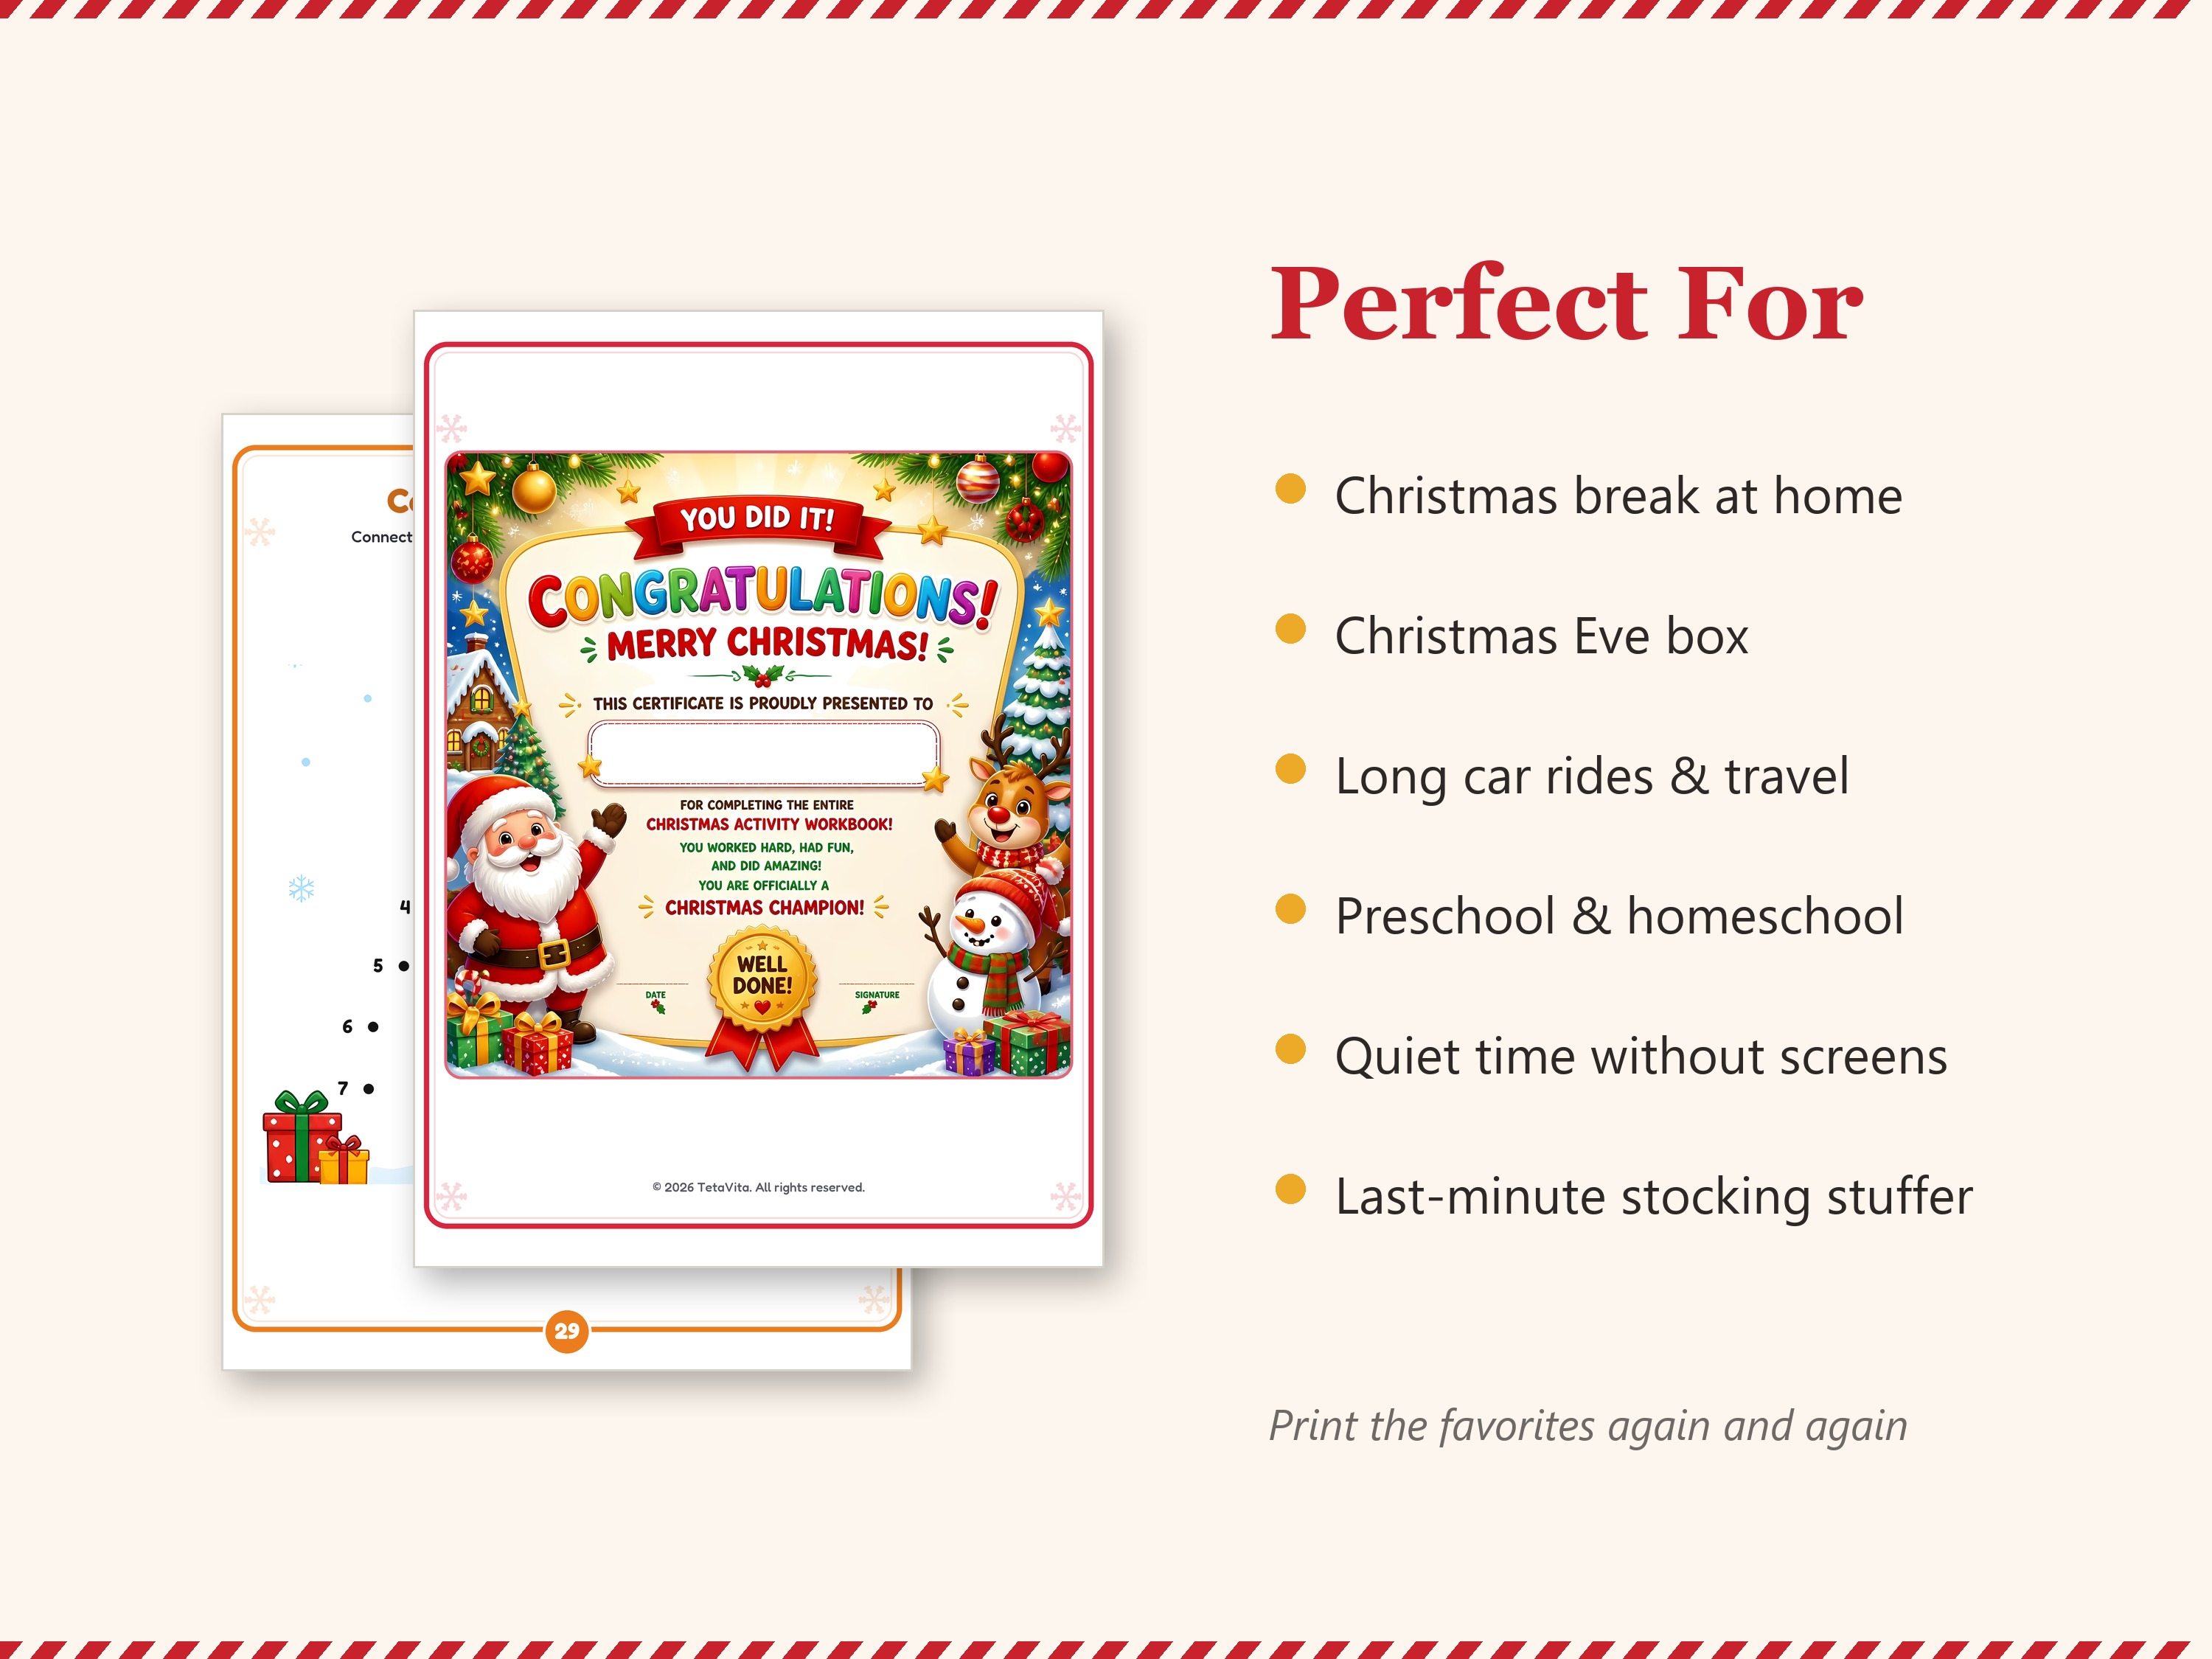 Perfect For
Christmas break at home
Christmas Eve box
Long car rides & travel
Preschool & homeschool
Quiet time without screens
Last-minute stocking stuffer
Print the favorites again and again
YOU DID IT!
CONGRATULATIONS!
MERRY CHRISTMAS!
THIS CERTIFICATE IS PROUDLY PRESENTED TO
FOR COMPLETING THE ENTIRE
CHRISTMAS ACTIVITY WORKBOOK!
YOU WORKED HARD, HAD FUN,
AND DID AMAZING!
YOU ARE OFFICIALLY A
CHRISTMAS CHAMPION!
WELL
DONE!
DATE
SIGNATURE
© 2026 TetaVita. All rights reserved.
Connect
4
5
6
7
29